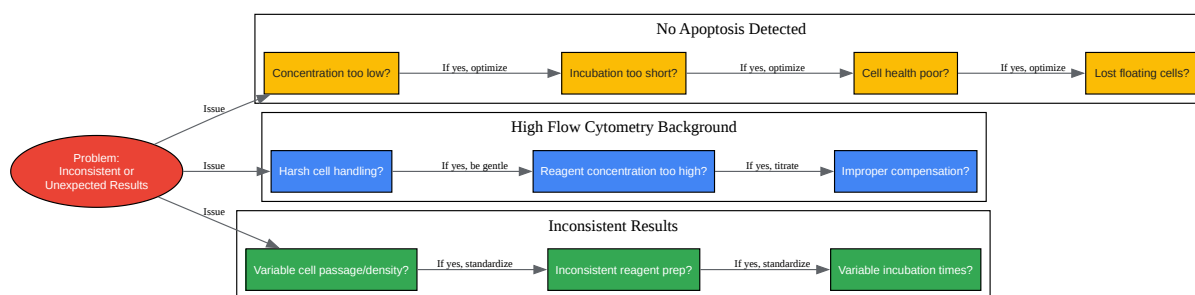 No Apoptosis Detected
Concentration too low?
If yes, optimize
Incubation too short?
If yes, optimize
Cell health poor?
If yes, optimize
Lost floating cells?
Issue
High Flow Cytometry Background
Problem:
Inconsistent or
Unexpected Results
Issue
Harsh cell handling?
If yes, be gentle
Reagent concentration too high?
If yes, titrate
Improper compensation?
Issue
Inconsistent Results
Variable cell passage/density?
If yes, standardize
Inconsistent reagent prep?
If yes, standardize
Variable incubation times?